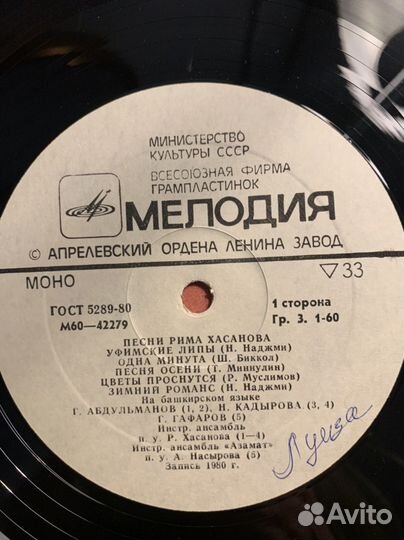 МИНИСТЕРСТВО
КУЛЬТУРЫ СССР
ВСЕСОЮЗНАЯ ФИРМА
ГРАМПЛАСТИНОК
МЕЛОДИЯ
© АПРЕЛЕВСКИЙ ОРДЕНА ЛЕНИНА ЗАВОД
МОНО ▽33
ГОСТ 5289-80 1 сторона
М60—42279 Гр. 3. 1-60
ПЕСНИ РИМА ХАСАНОВА
УФИМСКИЕ ЛИПЫ (Н. Наджми)
ОДНА МИНУТА (Ш. Биккол)
ПЕСНЯ ОСЕНИ (Т. Миннулин)
ЦВЕТЫ ПРОСНУТСЯ (Р. Муслимов)
ЗИМНИЙ РОМАНС (Н. Наджми)
На башкирском языке
Г. АБДУЛЬМАНОВ (1, 2), Н. КАДЫРОВА (3, 4)
Г. ГАФАРОВ (5)
Инстр. ансамбль
п. у. Р. Хасанова (1—4)
Инстр. ансамбль «Азамат»
п. у. А. Насырова (5)
Запись 1980 г.
Луиза
Avito